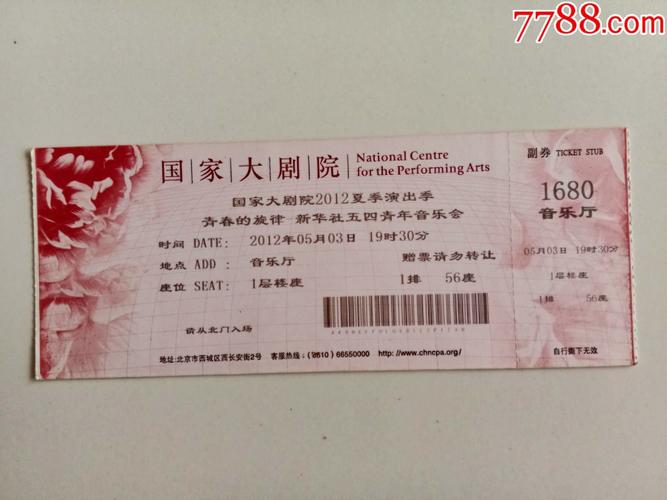 7788.com
国家大剧院 National Centre for the Performing Arts
国家大剧院2012夏季演出季
青春的旋律-新华社五四青年音乐会
时间 DATE: 2012年05月03日 19时30分
地点 ADD : 音乐厅 赠票请勿转让
座位 SEAT: 1层楼座 1排 56座
请从北门入场
地址:北京市西城区西长安街2号 客服热线:(8610) 66550000 http://www.chncpa.org/
副券 TICKET STUB
1680
音乐厅
05月03日 19时30分
1层楼座
1排 56座
自行撕下无效